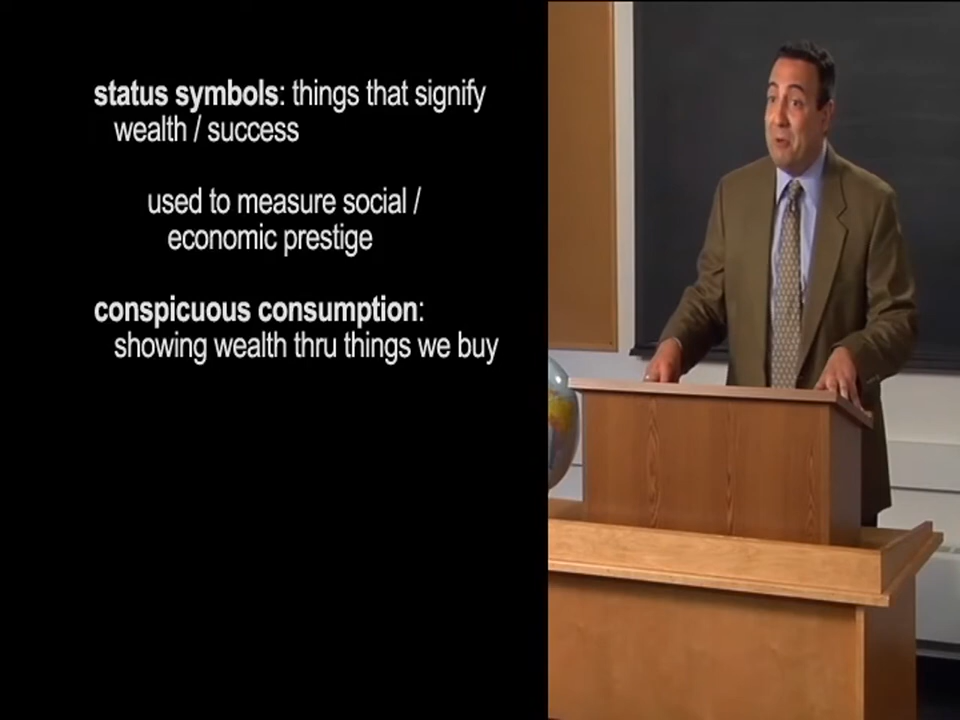 status symbols: things that signify
wealth / success
used to measure social /
economic prestige
conspicuous consumption:
showing wealth thru things we buy